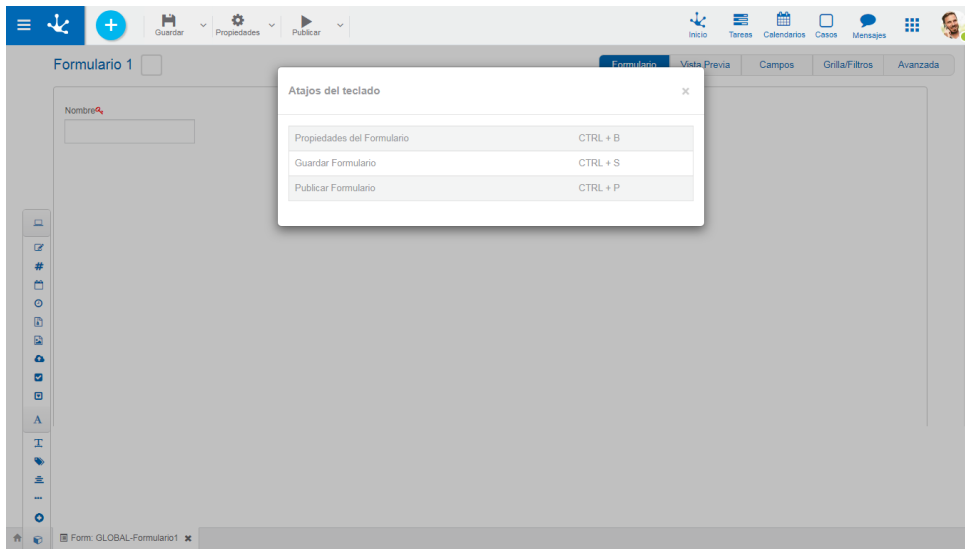 Guardar Propiedades Publicar Inicio Tareas Calendarios Casos Mensajes
Formulario 1 Formulario Vista Previa Campos Grilla/Filtros Avanzada
Atajos del teclado ×
Nombre
Propiedades del Formulario CTRL + B
Guardar Formulario CTRL + S
Publicar Formulario CTRL + P
Form: GLOBAL-Formulario1